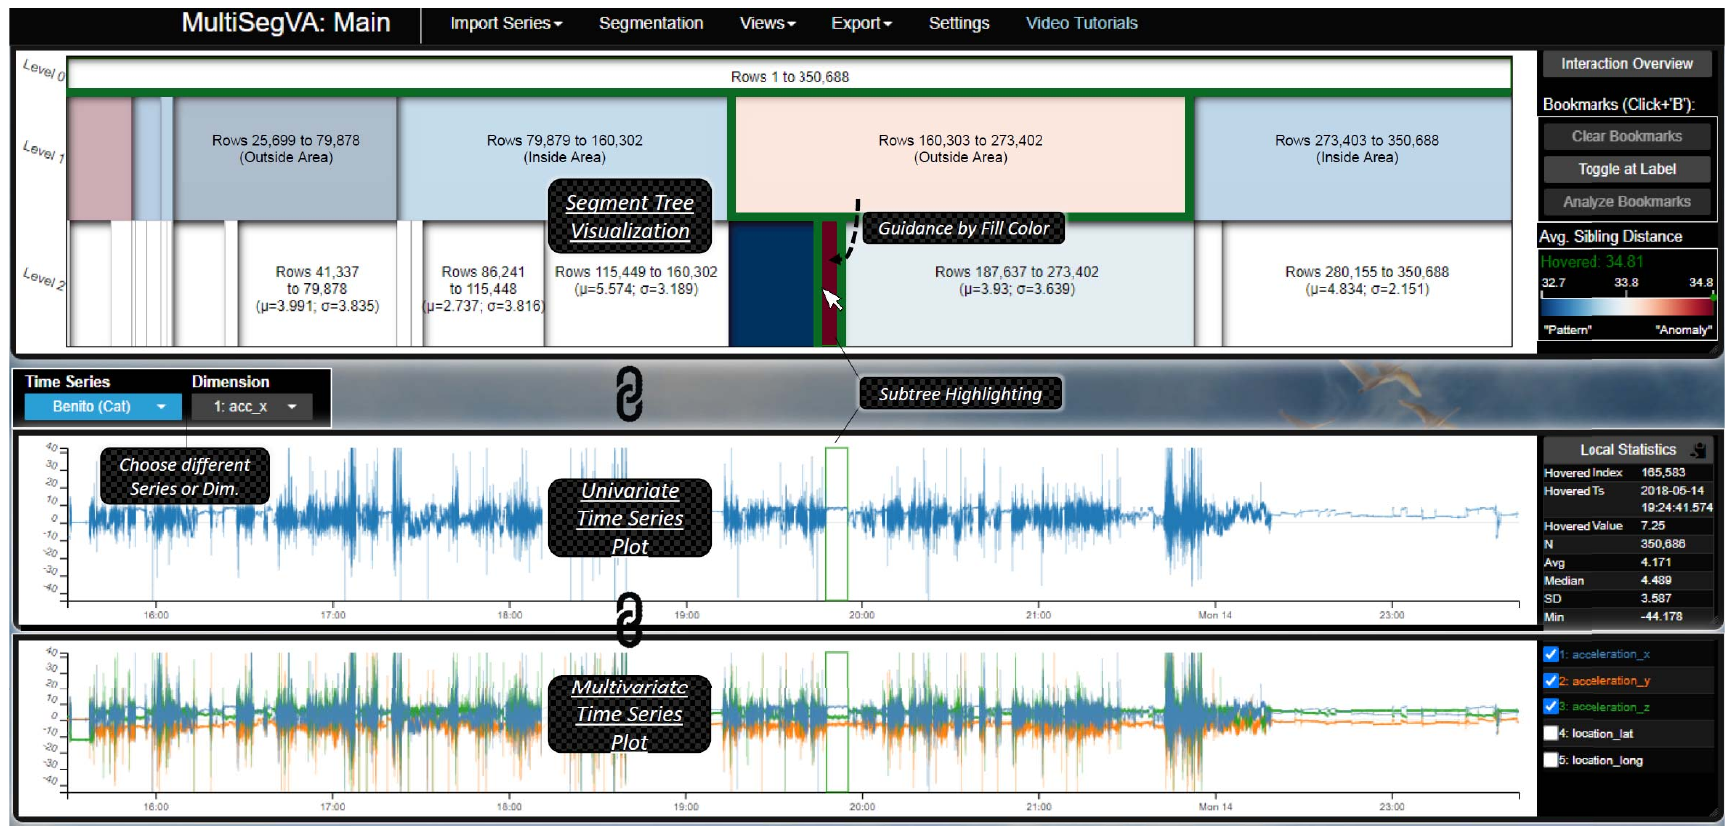 MultiSegVA: Main
Import Series
Segmentation
Views
Export
Settings
Video Tutorials
Level 0
Rows 1 to 350,688
Level 1
Rows 25,699 to 79,878
(Outside Area)
Rows 79,879 to 160,302
(Inside Area)
Rows 160,303 to 273,402
(Outside Area)
Rows 273,403 to 350,688
(Inside Area)
Segment Tree
Visualization
Guidance by Fill Color
Level 2
Rows 41,337
to 79,878
(μ=3.991; σ=3.835)
Rows 86,241
to 115,448
(μ=2.737; σ=3.816)
Rows 115,449 to 160,302
(μ=5.574; σ=3.189)
Rows 187,637 to 273,402
(μ=3.93; σ=3.639)
Rows 280,155 to 350,688
(μ=4.834; σ=2.151)
Interaction Overview
Bookmarks (Click+'B'):
Clear Bookmarks
Toggle at Label
Analyze Bookmarks
Avg. Sibling Distance
Hovered: 34.81
32.7 33.8 34.8
"Pattern" "Anomaly"
Time Series
Benito (Cat)
Dimension
1: acc_x
Subtree Highlighting
Choose different
Series or Dim.
Univariate
Time Series
Plot
40
30
20
10
0
-10
-20
-30
-40
16:00 17:00 18:00 19:00 20:00 21:00 Mon 14 23:00
Local Statistics
Hovered Index 165,583
Hovered Ts 2018-05-14
19:24:41.574
Hovered Value 7.25
N 350,686
Avg 4.171
Median 4.489
SD 3.587
Min -44.178
Multivariate
Time Series
Plot
40
30
20
10
0
-10
-20
-30
-40
16:00 17:00 18:00 19:00 20:00 21:00 Mon 14 23:00
1: acceleration_x
2: acceleration_y
3: acceleration_z
4: location_lat
5: location_long